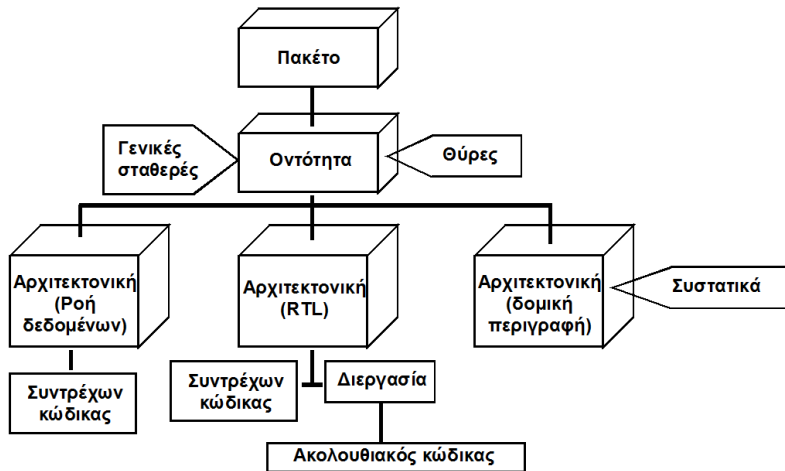 Πακέτο
Γενικές
σταθερές
Οντότητα
Θύρες
Αρχιτεκτονική
(Ροή
δεδομένων)
Αρχιτεκτονική
(RTL)
Αρχιτεκτονική
(δομική
περιγραφή)
Συστατικά
Συντρέχων
κώδικας
Συντρέχων
κώδικας
Διεργασία
Ακολουθιακός κώδικας